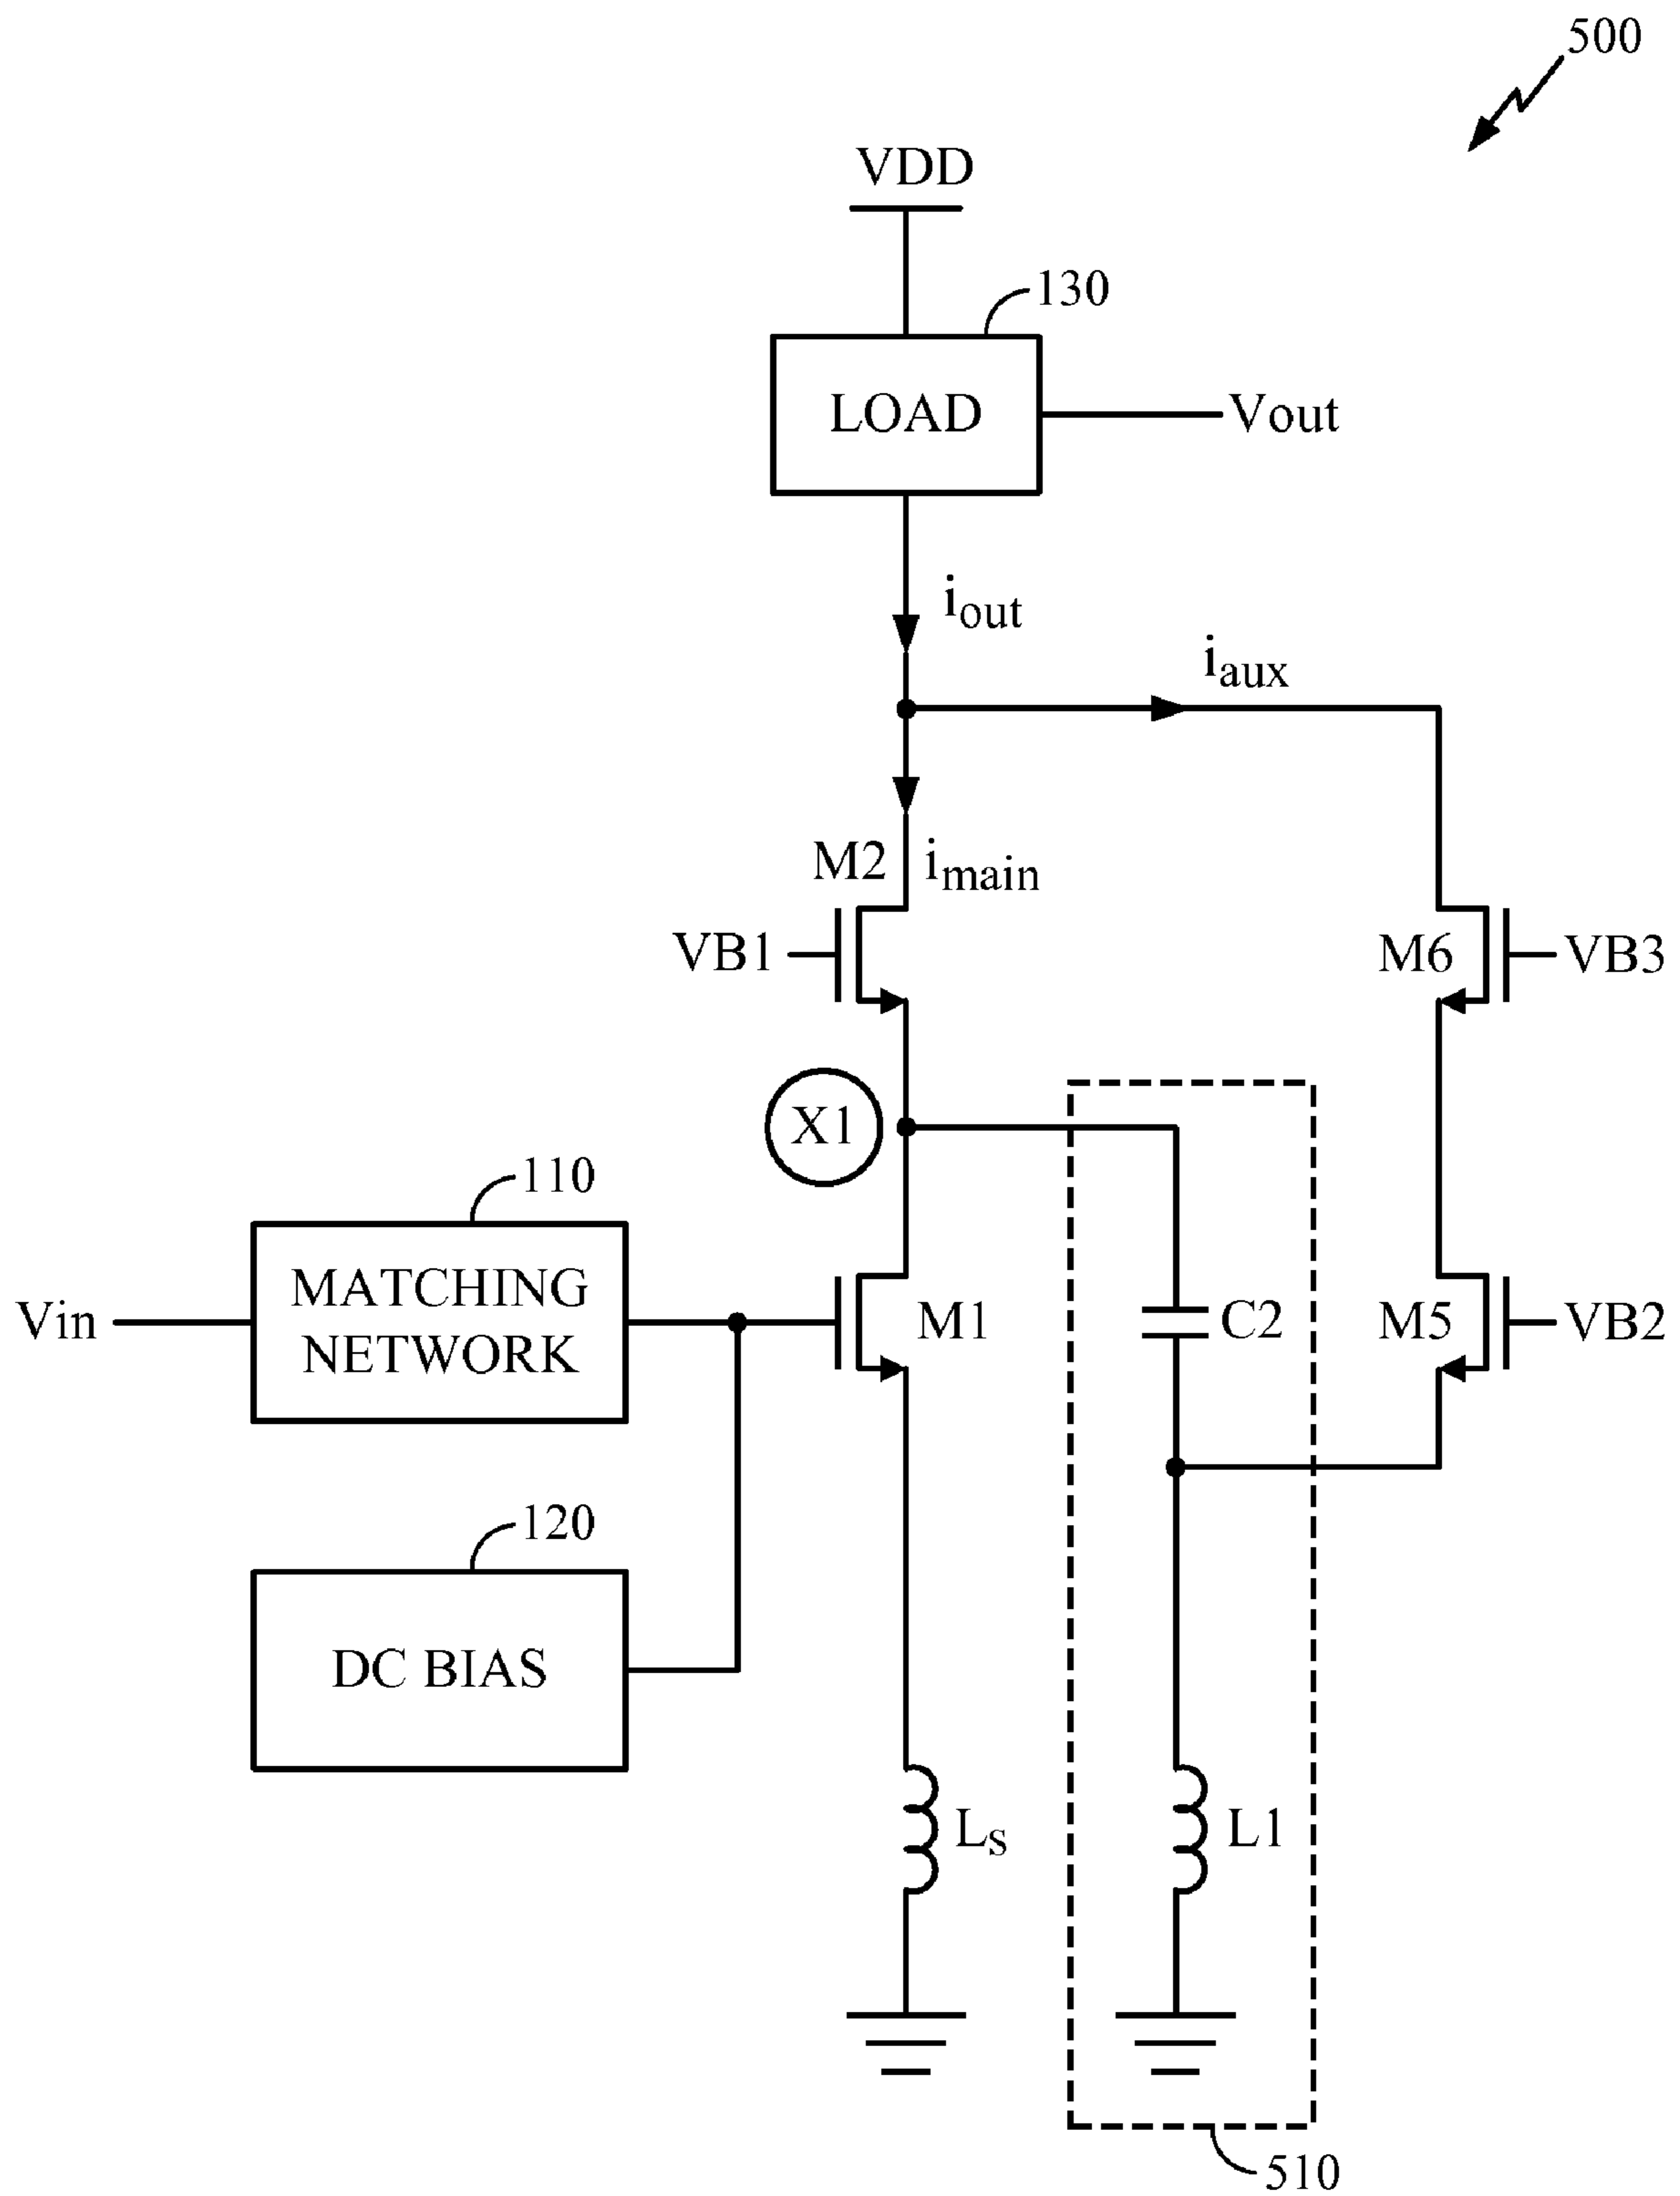 500
VDD
130
LOAD
Vout
iout
iaux
M2
imain
VB1
M6
VB3
X1
110
MATCHING
NETWORK
Vin
M1
C2
M5
VB2
120
DC BIAS
LS
L1
510